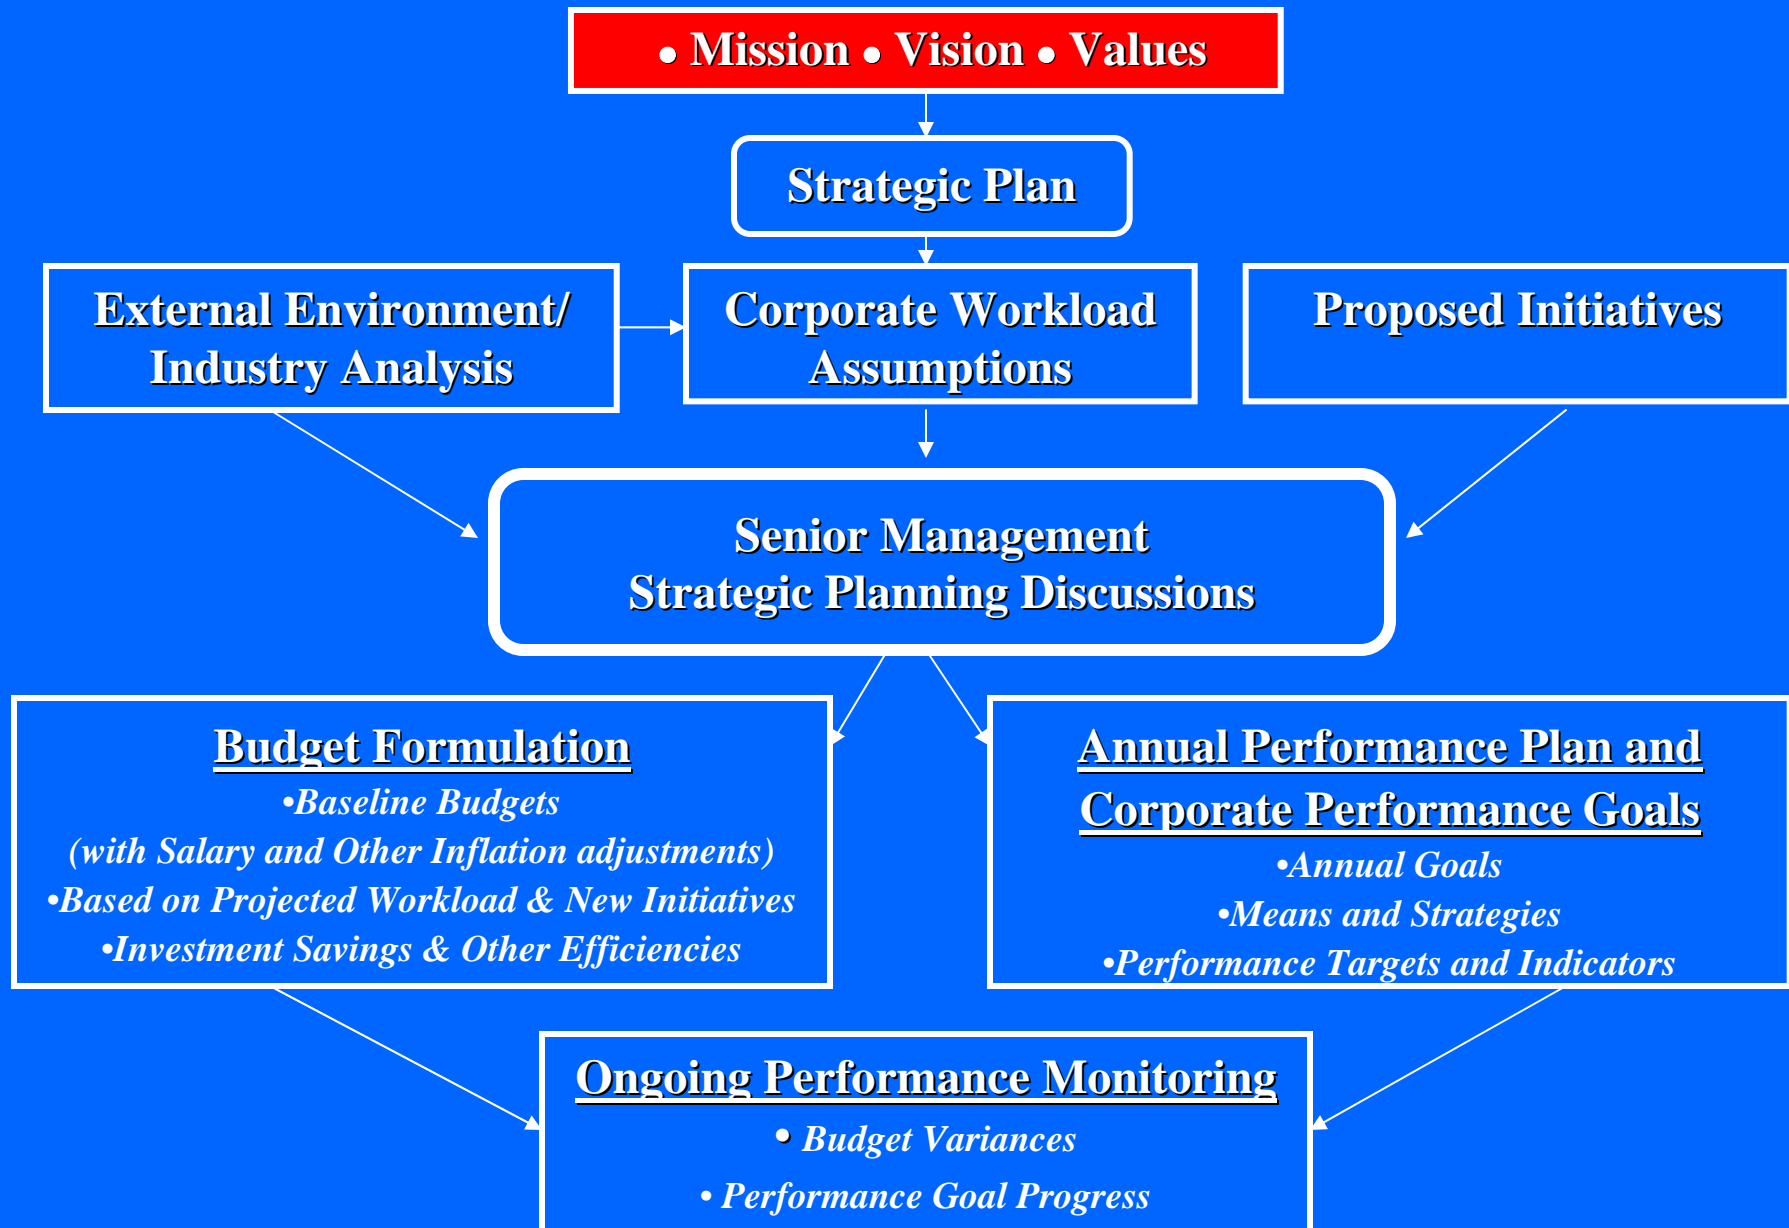 • Mission • Vision • Values
Strategic Plan
External Environment/
Industry Analysis
Corporate Workload
Assumptions
Proposed Initiatives
Senior Management
Strategic Planning Discussions
Budget Formulation
•Baseline Budgets
(with Salary and Other Inflation adjustments)
•Based on Projected Workload & New Initiatives
•Investment Savings & Other Efficiencies
Annual Performance Plan and
Corporate Performance Goals
•Annual Goals
•Means and Strategies
•Performance Targets and Indicators
Ongoing Performance Monitoring
• Budget Variances
• Performance Goal Progress